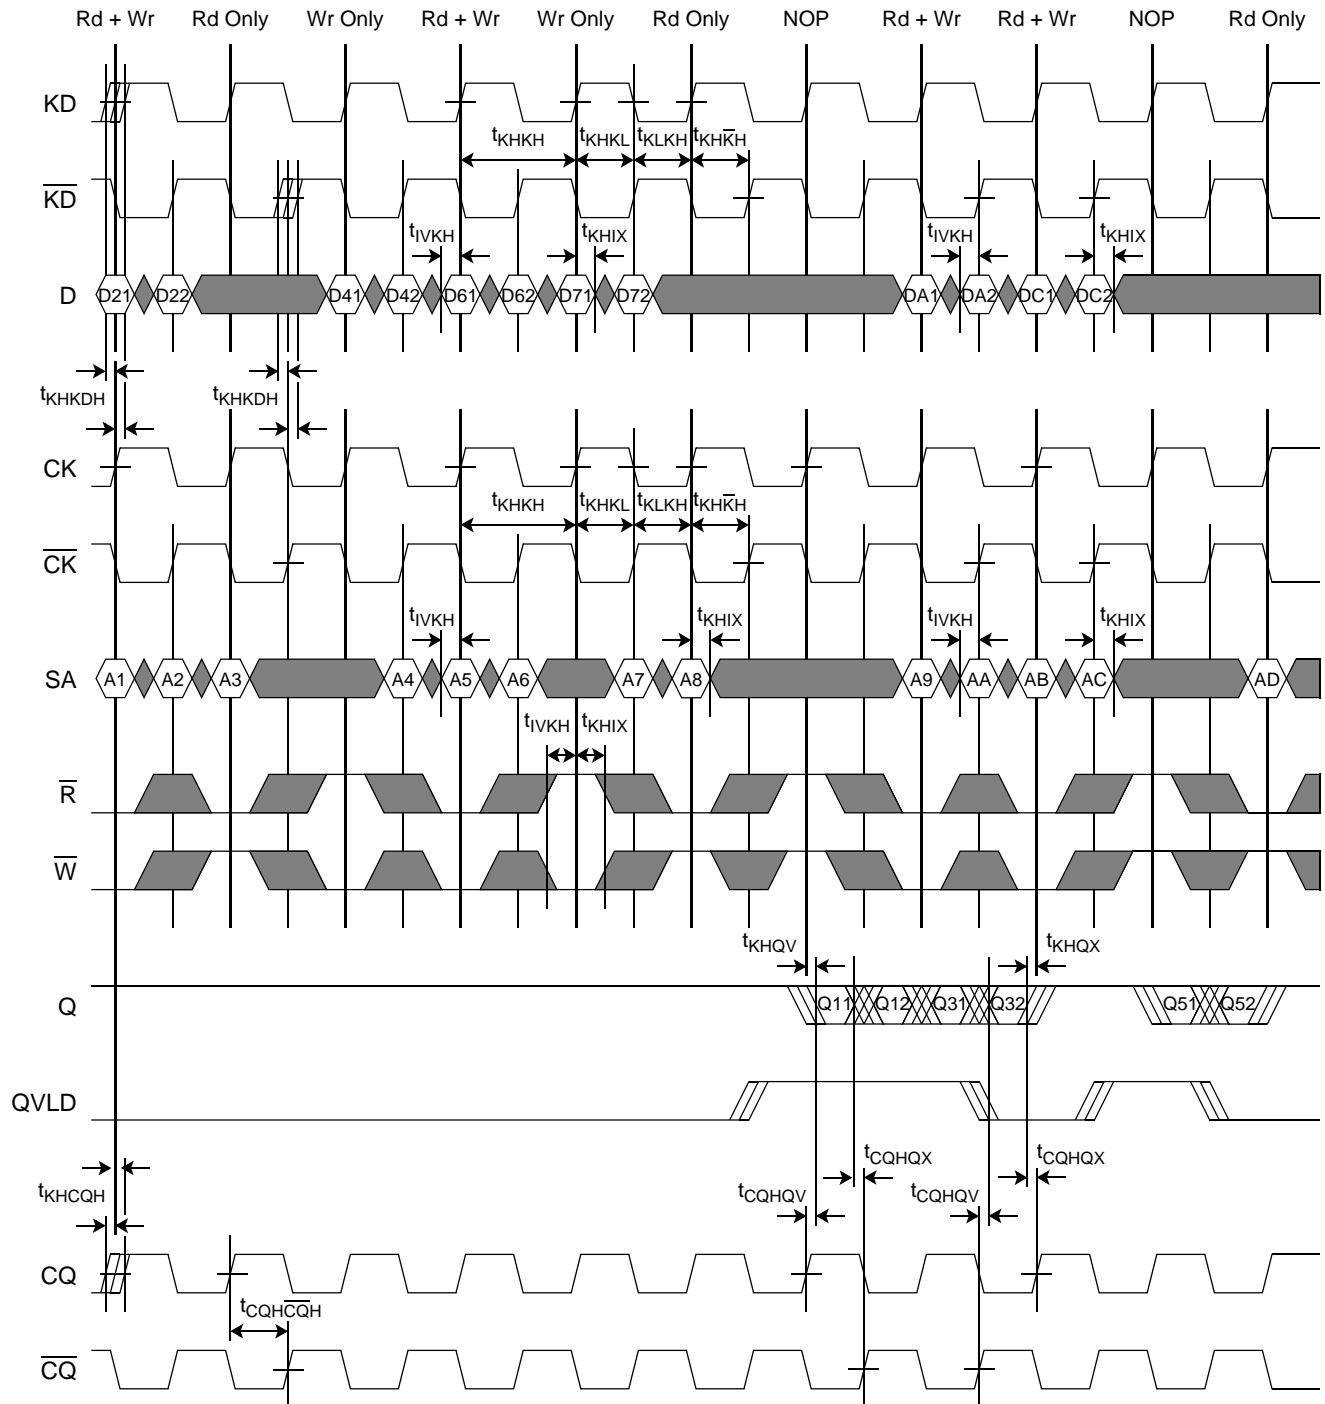 Rd + Wr Rd Only Wr Only Rd + Wr Wr Only Rd Only NOP Rd + Wr Rd + Wr NOP Rd Only
KD
tKHKH tKHKL tKLKH tKHK̅H
K̅D̅
tIVKH tKHIX tIVKH tKHIX
D D21 D22 D41 D42 D61 D62 D71 D72 DA1 DA2 DC1 DC2
tKHKDH tKHKDH
CK
tKHKH tKHKL tKLKH tKHK̅H
C̅K̅
tIVKH tKHIX tIVKH tKHIX
SA A1 A2 A3 A4 A5 A6 A7 A8 A9 AA AB AC AD
tIVKH tKHIX
R̅
W̅
tKHQV tKHQX
Q Q11 Q12 Q31 Q32 Q51 Q52
QVLD
tCQHQX tCQHQX
tKHCQH tCQHQV tCQHQV
CQ
tCQHC̅Q̅H
C̅Q̅